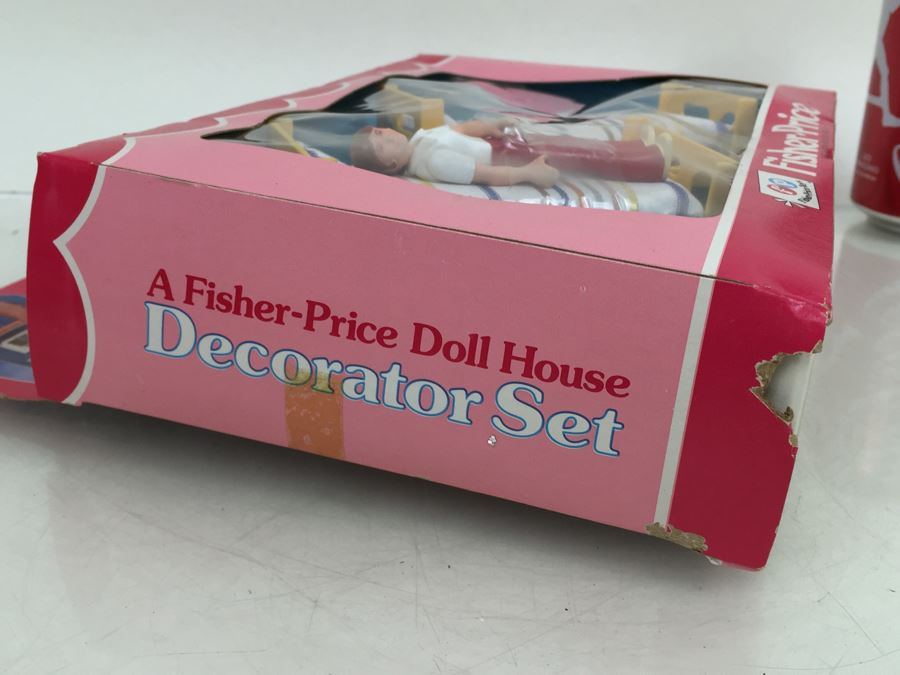 A Fisher-Price Doll House
Decorator Set
Fisher-Price